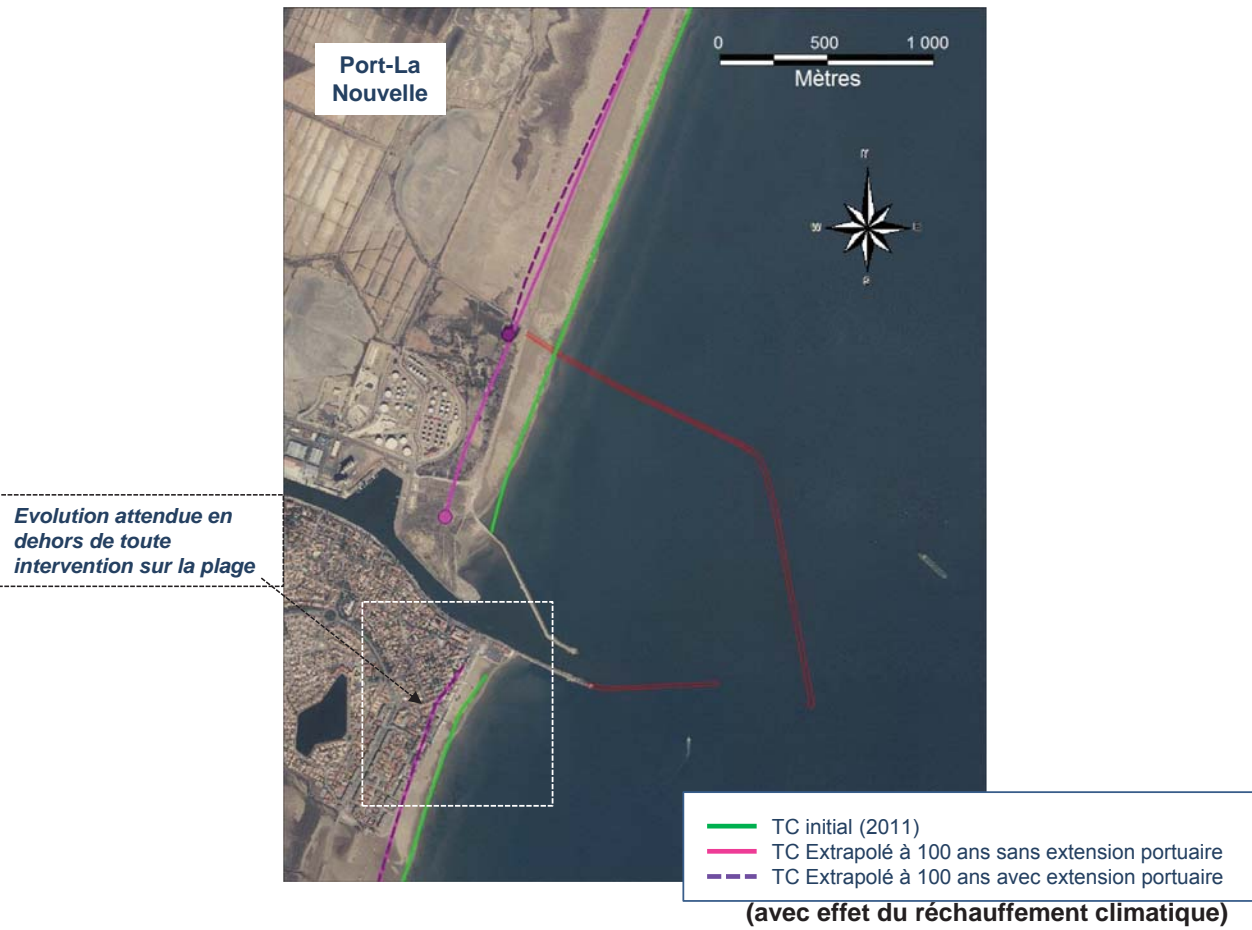 Port-La
Nouvelle
0 500 1 000
Mètres
Evolution attendue en
dehors de toute
intervention sur la plage
TC initial (2011)
TC Extrapolé à 100 ans sans extension portuaire
TC Extrapolé à 100 ans avec extension portuaire
(avec effet du réchauffement climatique)